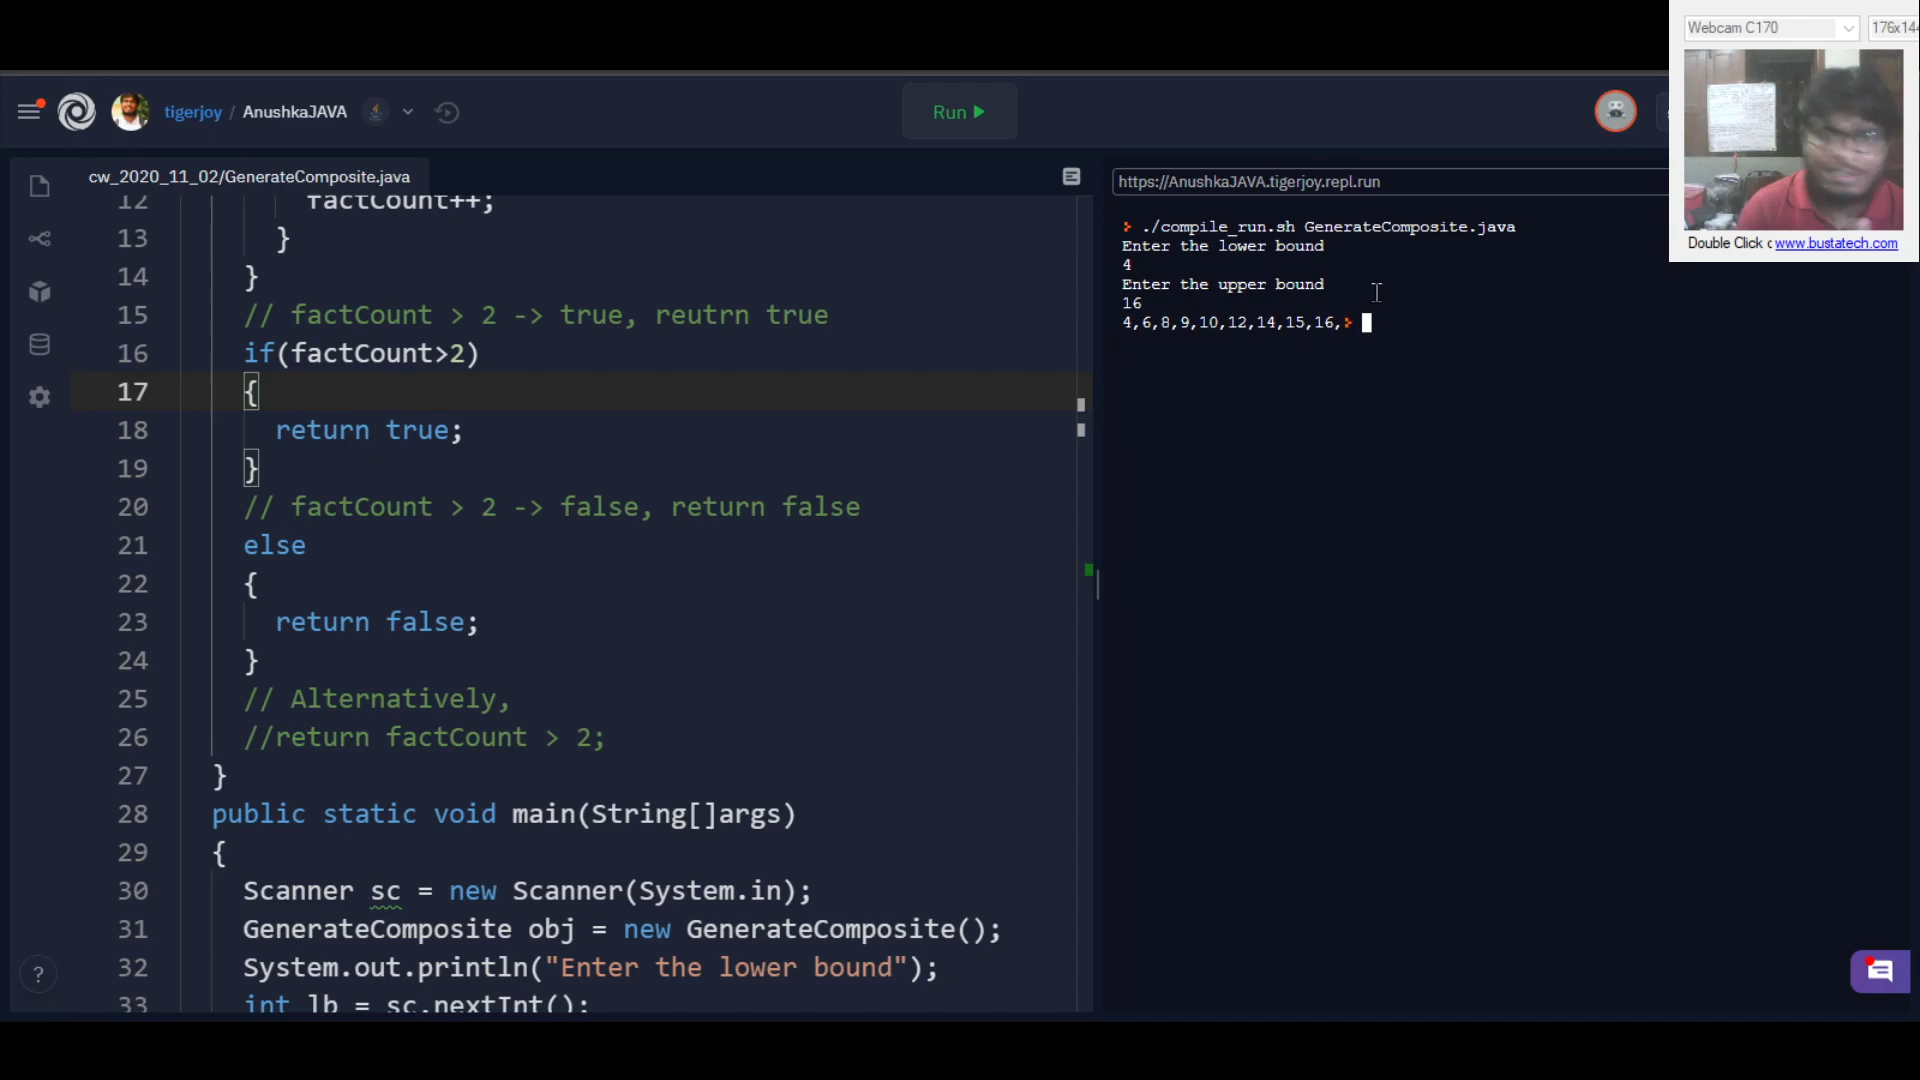 Webcam C170
176x144
tigerjoy / AnushkaJAVA
Run
cw_2020_11_02/GenerateComposite.java
12 factCount++;
13 }
14 }
15 // factCount > 2 -> true, reutrn true
16 if(factCount>2)
17 {
18 return true;
19 }
20 // factCount > 2 -> false, return false
21 else
22 {
23 return false;
24 }
25 // Alternatively,
26 //return factCount > 2;
27 }
28 public static void main(String[]args)
29 {
30 Scanner sc = new Scanner(System.in);
31 GenerateComposite obj = new GenerateComposite();
32 System.out.println("Enter the lower bound");
33 int lb = sc.nextInt();
?
https://AnushkaJAVA.tigerjoy.repl.run
./compile_run.sh GenerateComposite.java
Enter the lower bound
4
Enter the upper bound
16
4,6,8,9,10,12,14,15,16,
Double Click www.bustatech.com